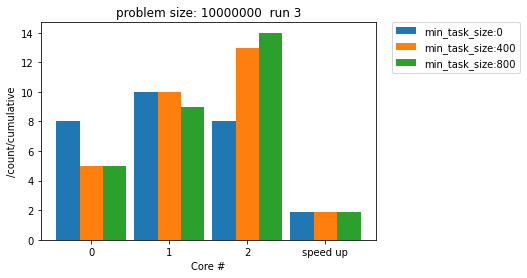 problem size: 10000000  run 3
min_task_size:0
min_task_size:400
min_task_size:800
/count/cumulative
14
12
10
8
6
4
2
0
0 1 2 speed up
Core #